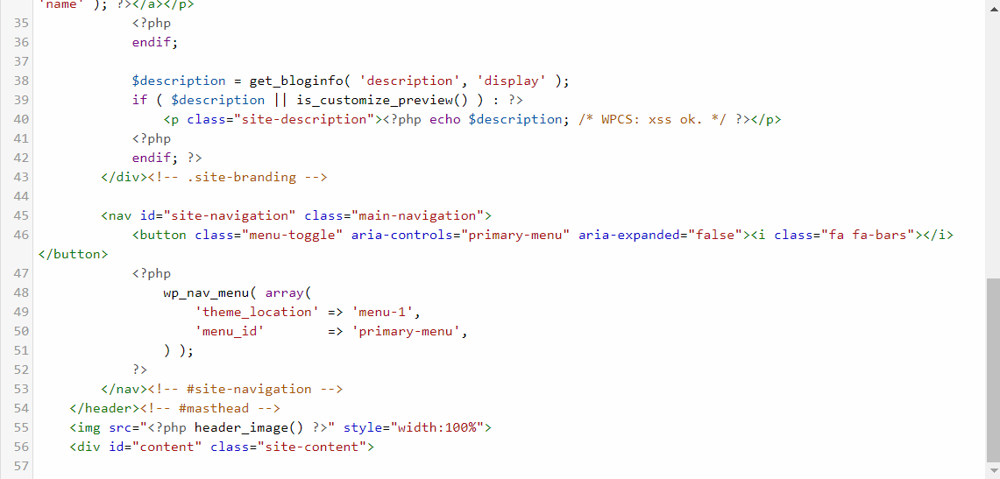 'name' ); ?></a></p>
35 <?php
36 endif;
37
38 $description = get_bloginfo( 'description', 'display' );
39 if ( $description || is_customize_preview() ) : ?>
40 <p class="site-description"><?php echo $description; /* WPCS: xss ok. */ ?></p>
41 <?php
42 endif; ?>
43 </div><!-- .site-branding -->
44
45 <nav id="site-navigation" class="main-navigation">
46 <button class="menu-toggle" aria-controls="primary-menu" aria-expanded="false"><i class="fa fa-bars"></i>
</button>
47 <?php
48 wp_nav_menu( array(
49 'theme_location' => 'menu-1',
50 'menu_id'        => 'primary-menu',
51 ) );
52 ?>
53 </nav><!-- #site-navigation -->
54 </header><!-- #masthead -->
55 <img src="<?php header_image() ?>" style="width:100%">
56 <div id="content" class="site-content">
57